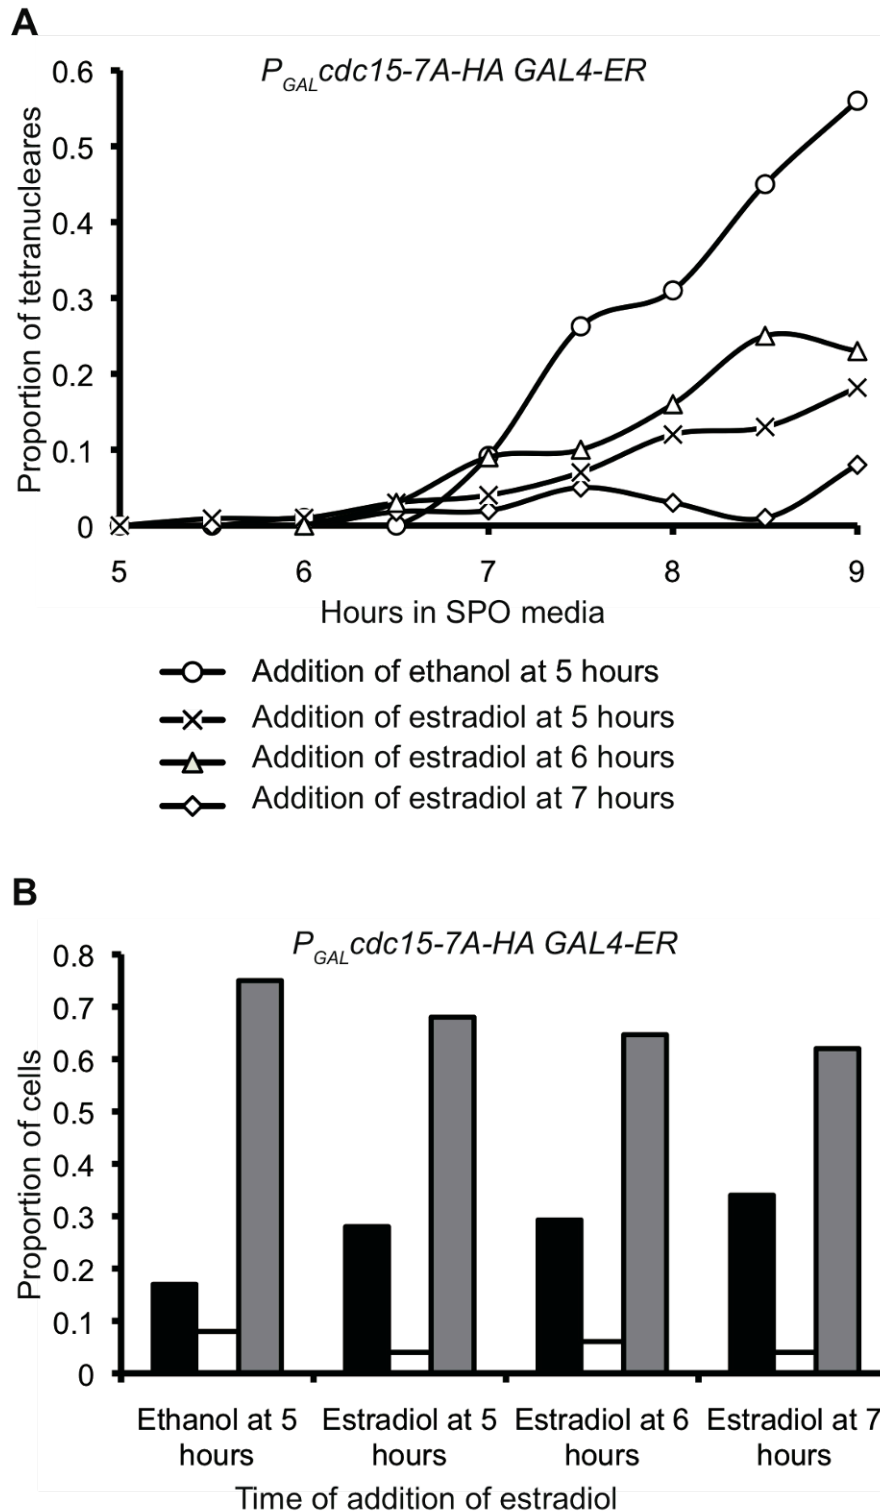 A
P_GAL cdc15-7A-HA GAL4-ER
Proportion of tetranucleares
0.6
0.5
0.4
0.3
0.2
0.1
0
5 6 7 8 9
Hours in SPO media
Addition of ethanol at 5 hours
Addition of estradiol at 5 hours
Addition of estradiol at 6 hours
Addition of estradiol at 7 hours
B
P_GAL cdc15-7A-HA GAL4-ER
Proportion of cells
0.8
0.7
0.6
0.5
0.4
0.3
0.2
0.1
0
Ethanol at 5 hours
Estradiol at 5 hours
Estradiol at 6 hours
Estradiol at 7 hours
Time of addition of estradiol